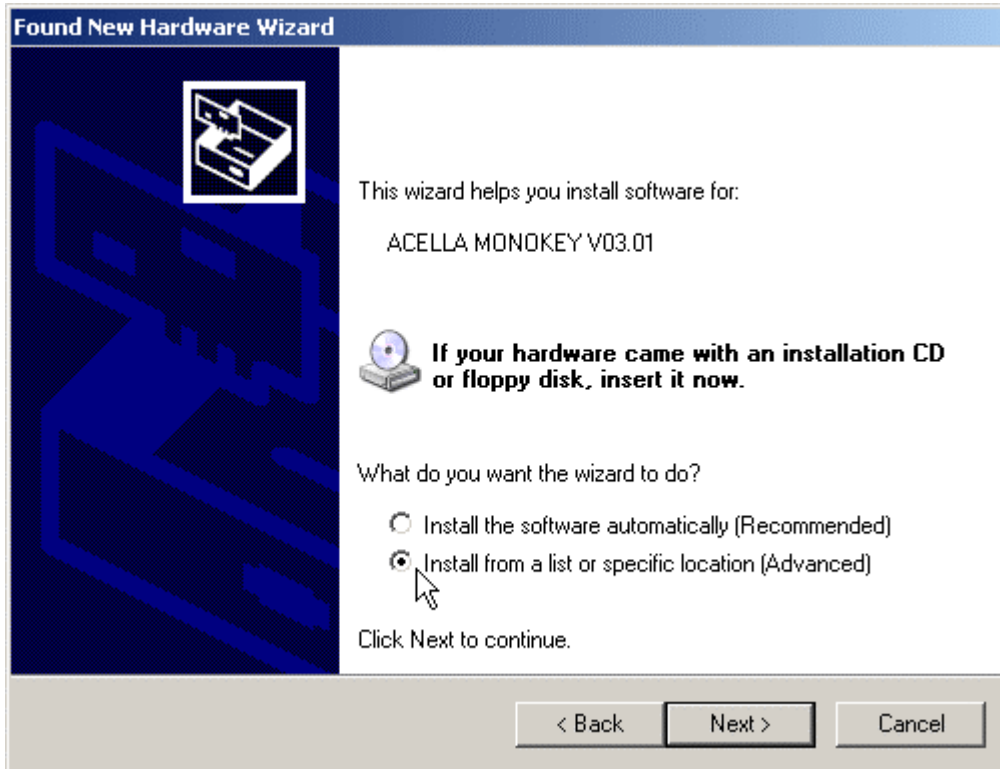 Found New Hardware Wizard
This wizard helps you install software for:
ACELLA MONOKEY V03.01
If your hardware came with an installation CD
or floppy disk, insert it now.
What do you want the wizard to do?
Install the software automatically (Recommended)
Install from a list or specific location (Advanced)
Click Next to continue.
< Back Next > Cancel